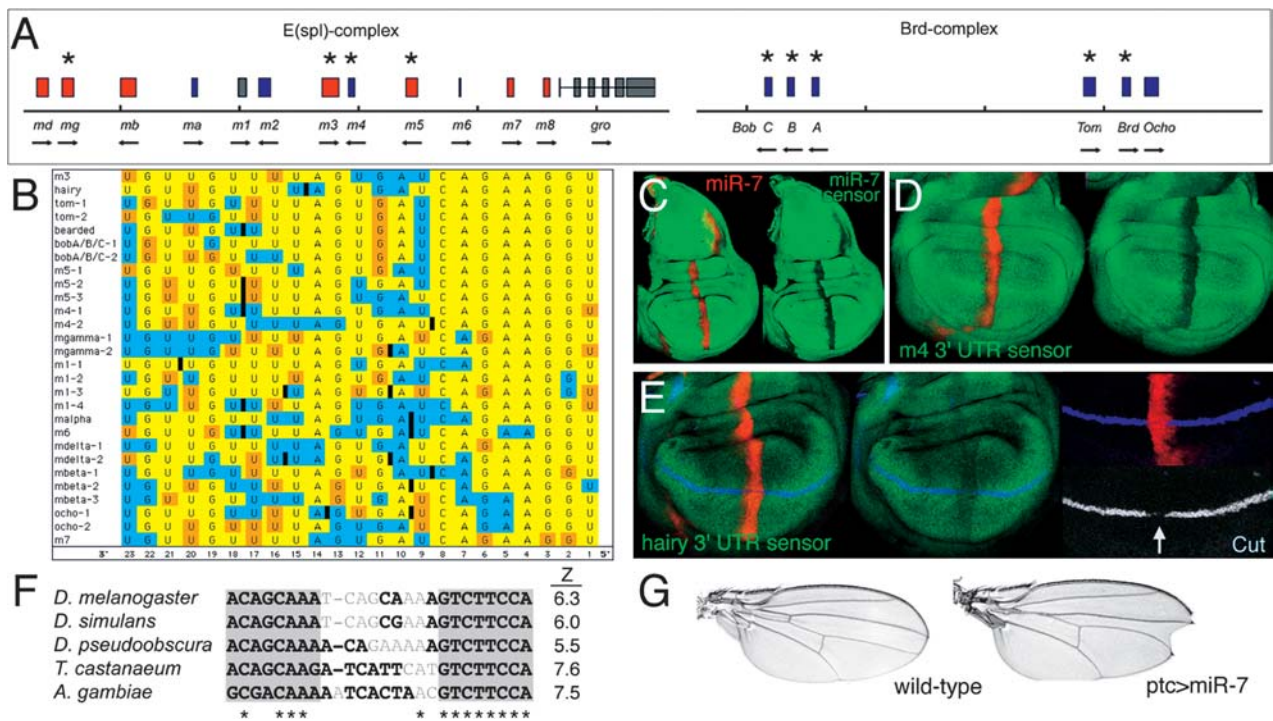 A
E(spl)-complex
Brd-complex
* * * * * * * * *
md mg mb ma m1 m2 m3 m4 m5 m6 m7 m8 gro Bob C B A Tom Brd Ocho
B
m3 U G U U G U U U U A G U G A U C A G A A G G U
hairy U G U U G U U U U A G U G A U C A G A A G G U
tom-1 U G U U G U U U U A G U G A U C A G A A G G U
tom-2 U G U U G U U U U A G U G A U C A G A A G G U
bearded U G U U G U U U U A G U G A U C A G A A G G U
bobA/B/C-1 U G U U G U U U U A G U G A U C A G A A G G U
bobA/B/C-2 U G U U G U U U U A G U G A U C A G A A G G U
m5-1 U G U U G U U U U A G U G A U C A G A A G G U
m5-2 U G U U G U U U U A G U G A U C A G A A G G U
m5-3 U G U U G U U U U A G U G A U C A G A A G G U
m4-1 U G U U G U U U U A G U G A U C A G A A G G U
m4-2 U G U U G U U U U A G U G A U C A G A A G G U
mgamma-1 U G U U G U U U U A G U G A U C A G A A G G U
mgamma-2 U G U U G U U U U A G U G A U C A G A A G G U
m1-1 U G U U G U U U U A G U G A U C A G A A G G U
m1-2 U G U U G U U U U A G U G A U C A G A A G G U
m1-3 U G U U G U U U U A G U G A U C A G A A G G U
m1-4 U G U U G U U U U A G U G A U C A G A A G G U
malpha U G U U G U U U U A G U G A U C A G A A G G U
m6 U G U U G U U U U A G U G A U C A G A A G G U
mdelta-1 U G U U G U U U U A G U G A U C A G A A G G U
mdelta-2 U G U U G U U U U A G U G A U C A G A A G G U
mbeta-1 U G U U G U U U U A G U G A U C A G A A G G U
mbeta-2 U G U U G U U U U A G U G A U C A G A A G G U
mbeta-3 U G U U G U U U U A G U G A U C A G A A G G U
ocho-1 U G U U G U U U U A G U G A U C A G A A G G U
ocho-2 U G U U G U U U U A G U G A U C A G A A G G U
m7 U G U U G U U U U A G U G A U C A G A A G G U
3' 23 22 21 20 19 18 17 16 15 14 13 12 11 10 9 8 7 6 5 4 3 2 1 5'
C
miR-7
miR-7 sensor
D
m4 3' UTR sensor
E
hairy 3' UTR sensor
Cut
F
Z
D. melanogaster ACAGCAAAT-CAGCAAAAGTCTTCCA 6.3
D. simulans ACAGCAAAT-CAGCGAAAGTCTTCCA 6.0
D. pseudoobscura ACAGCAAAA-CAGAAAAAGTCTTCCA 5.5
T. castanaeum ACAGCAAGA-TCATTCATGTCTTCCA 7.6
A. gambiae GCGACAAAAATCACTAACGTCTTCCA 7.5
* *** * ********
G
wild-type
ptc>miR-7